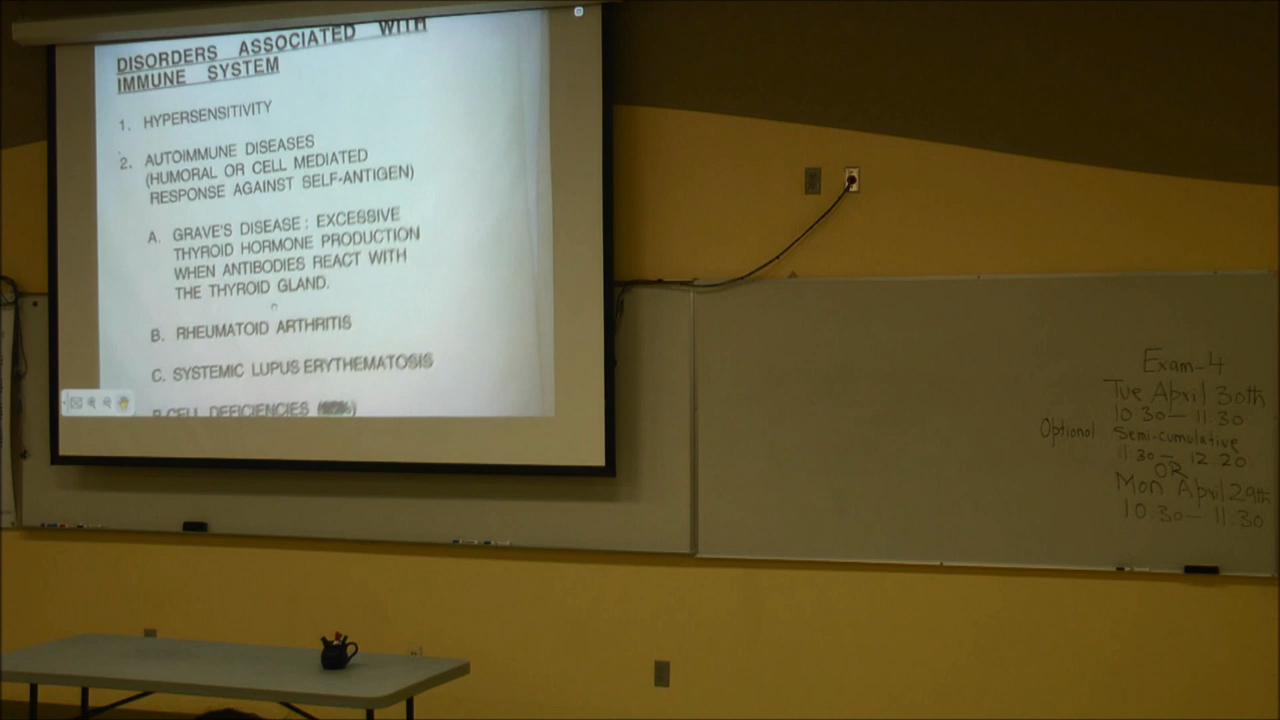 DISORDERS ASSOCIATED WITH
IMMUNE SYSTEM
1. HYPERSENSITIVITY
2. AUTOIMMUNE DISEASES
(HUMORAL OR CELL MEDIATED
RESPONSE AGAINST SELF-ANTIGEN)
A. GRAVE'S DISEASE : EXCESSIVE
THYROID HORMONE PRODUCTION
WHEN ANTIBODIES REACT WITH
THE THYROID GLAND.
B. RHEUMATOID ARTHRITIS
C. SYSTEMIC LUPUS ERYTHEMATOSIS
CELL DEFICIENCIES
Exam-4
Tue April 30th
10 30 - 11 30
Optional Semi-cumulative
11 30 - 12 20
OR
Mon April 29th
10.30 - 11:30